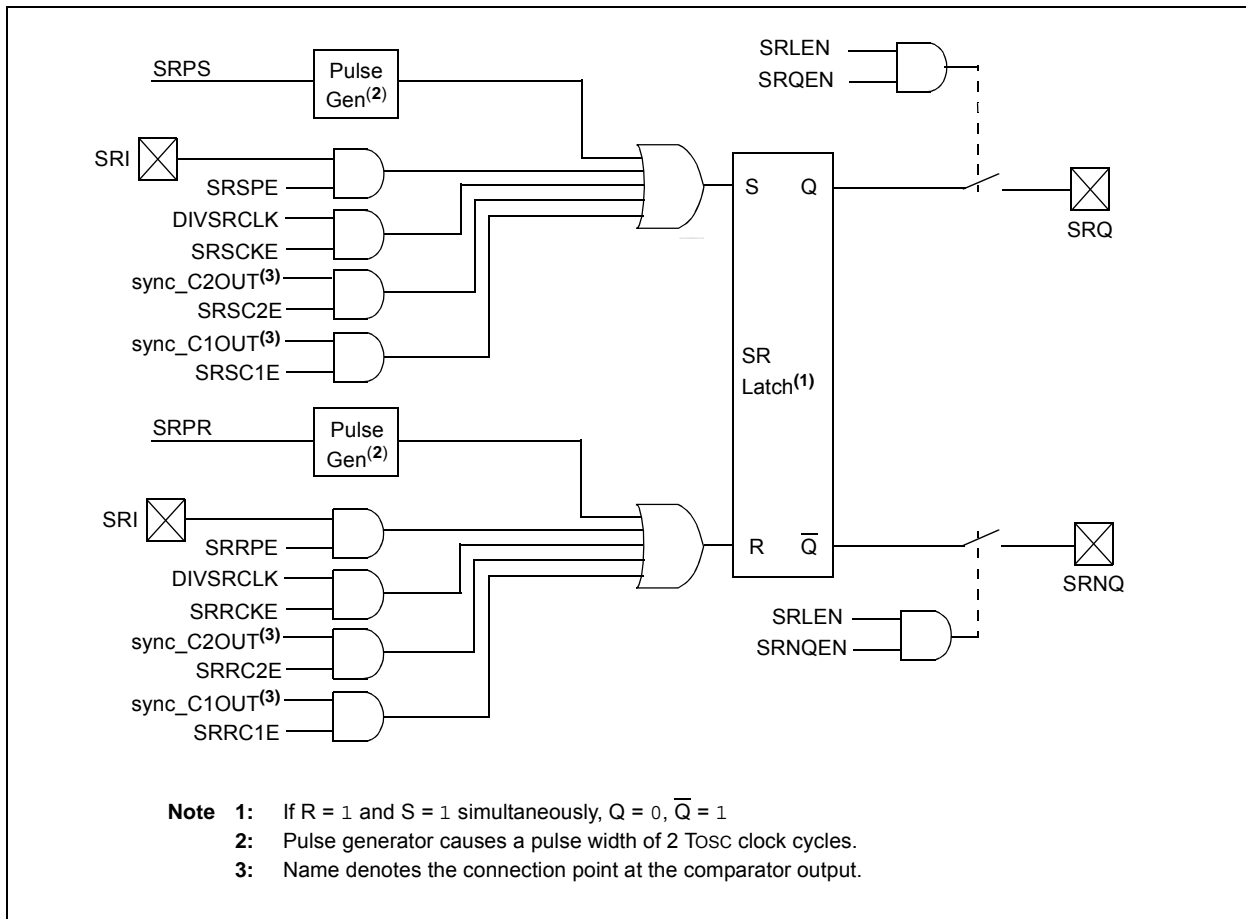 SRPS
Pulse
Gen(2)
SRI
SRSPE
DIVSRCLK
SRSCKE
sync_C2OUT(3)
SRSC2E
sync_C1OUT(3)
SRSC1E
SRPR
Pulse
Gen(2)
SRI
SRRPE
DIVSRCLK
SRRCKE
sync_C2OUT(3)
SRRC2E
sync_C1OUT(3)
SRRC1E
S Q
SR
Latch(1)
R Q̅
SRLEN
SRQEN
SRQ
SRLEN
SRNQEN
SRNQ
Note 1: If R = 1 and S = 1 simultaneously, Q = 0, Q̅ = 1
2: Pulse generator causes a pulse width of 2 TOSC clock cycles.
3: Name denotes the connection point at the comparator output.